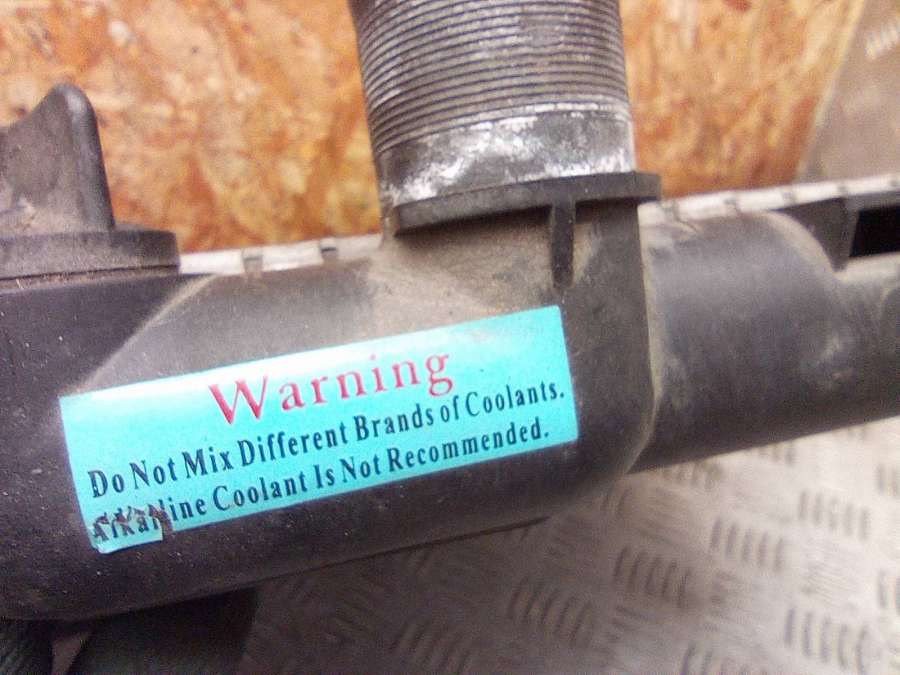 Warning
Do Not Mix Different Brands of Coolants.
Alkaline Coolant Is Not Recommended.